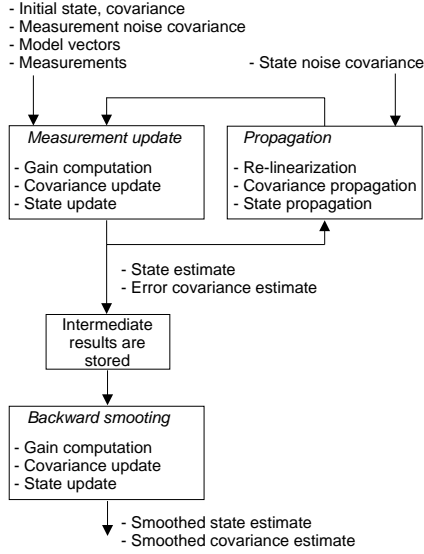 - Initial state, covariance
- Measurement noise covariance
- Model vectors
- Measurements
- State noise covariance
Measurement update
- Gain computation
- Covariance update
- State update
Propagation
- Re-linearization
- Covariance propagation
- State propagation
- State estimate
- Error covariance estimate
Intermediate
results are
stored
Backward smooting
- Gain computation
- Covariance update
- State update
- Smoothed state estimate
- Smoothed covariance estimate